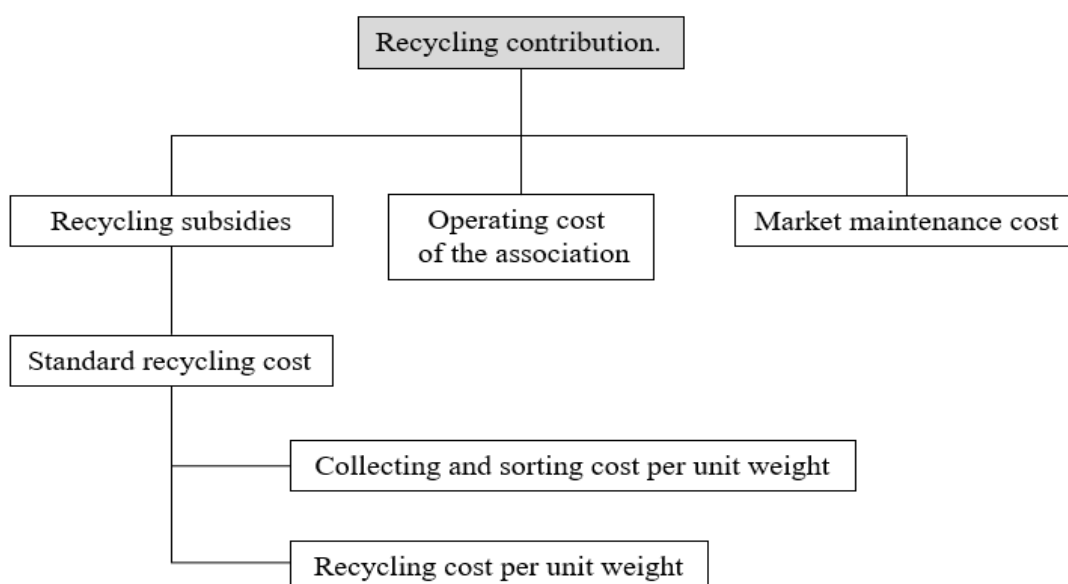 Recycling contribution.
Recycling subsidies
Operating cost
of the association
Market maintenance cost
Standard recycling cost
Collecting and sorting cost per unit weight
Recycling cost per unit weight